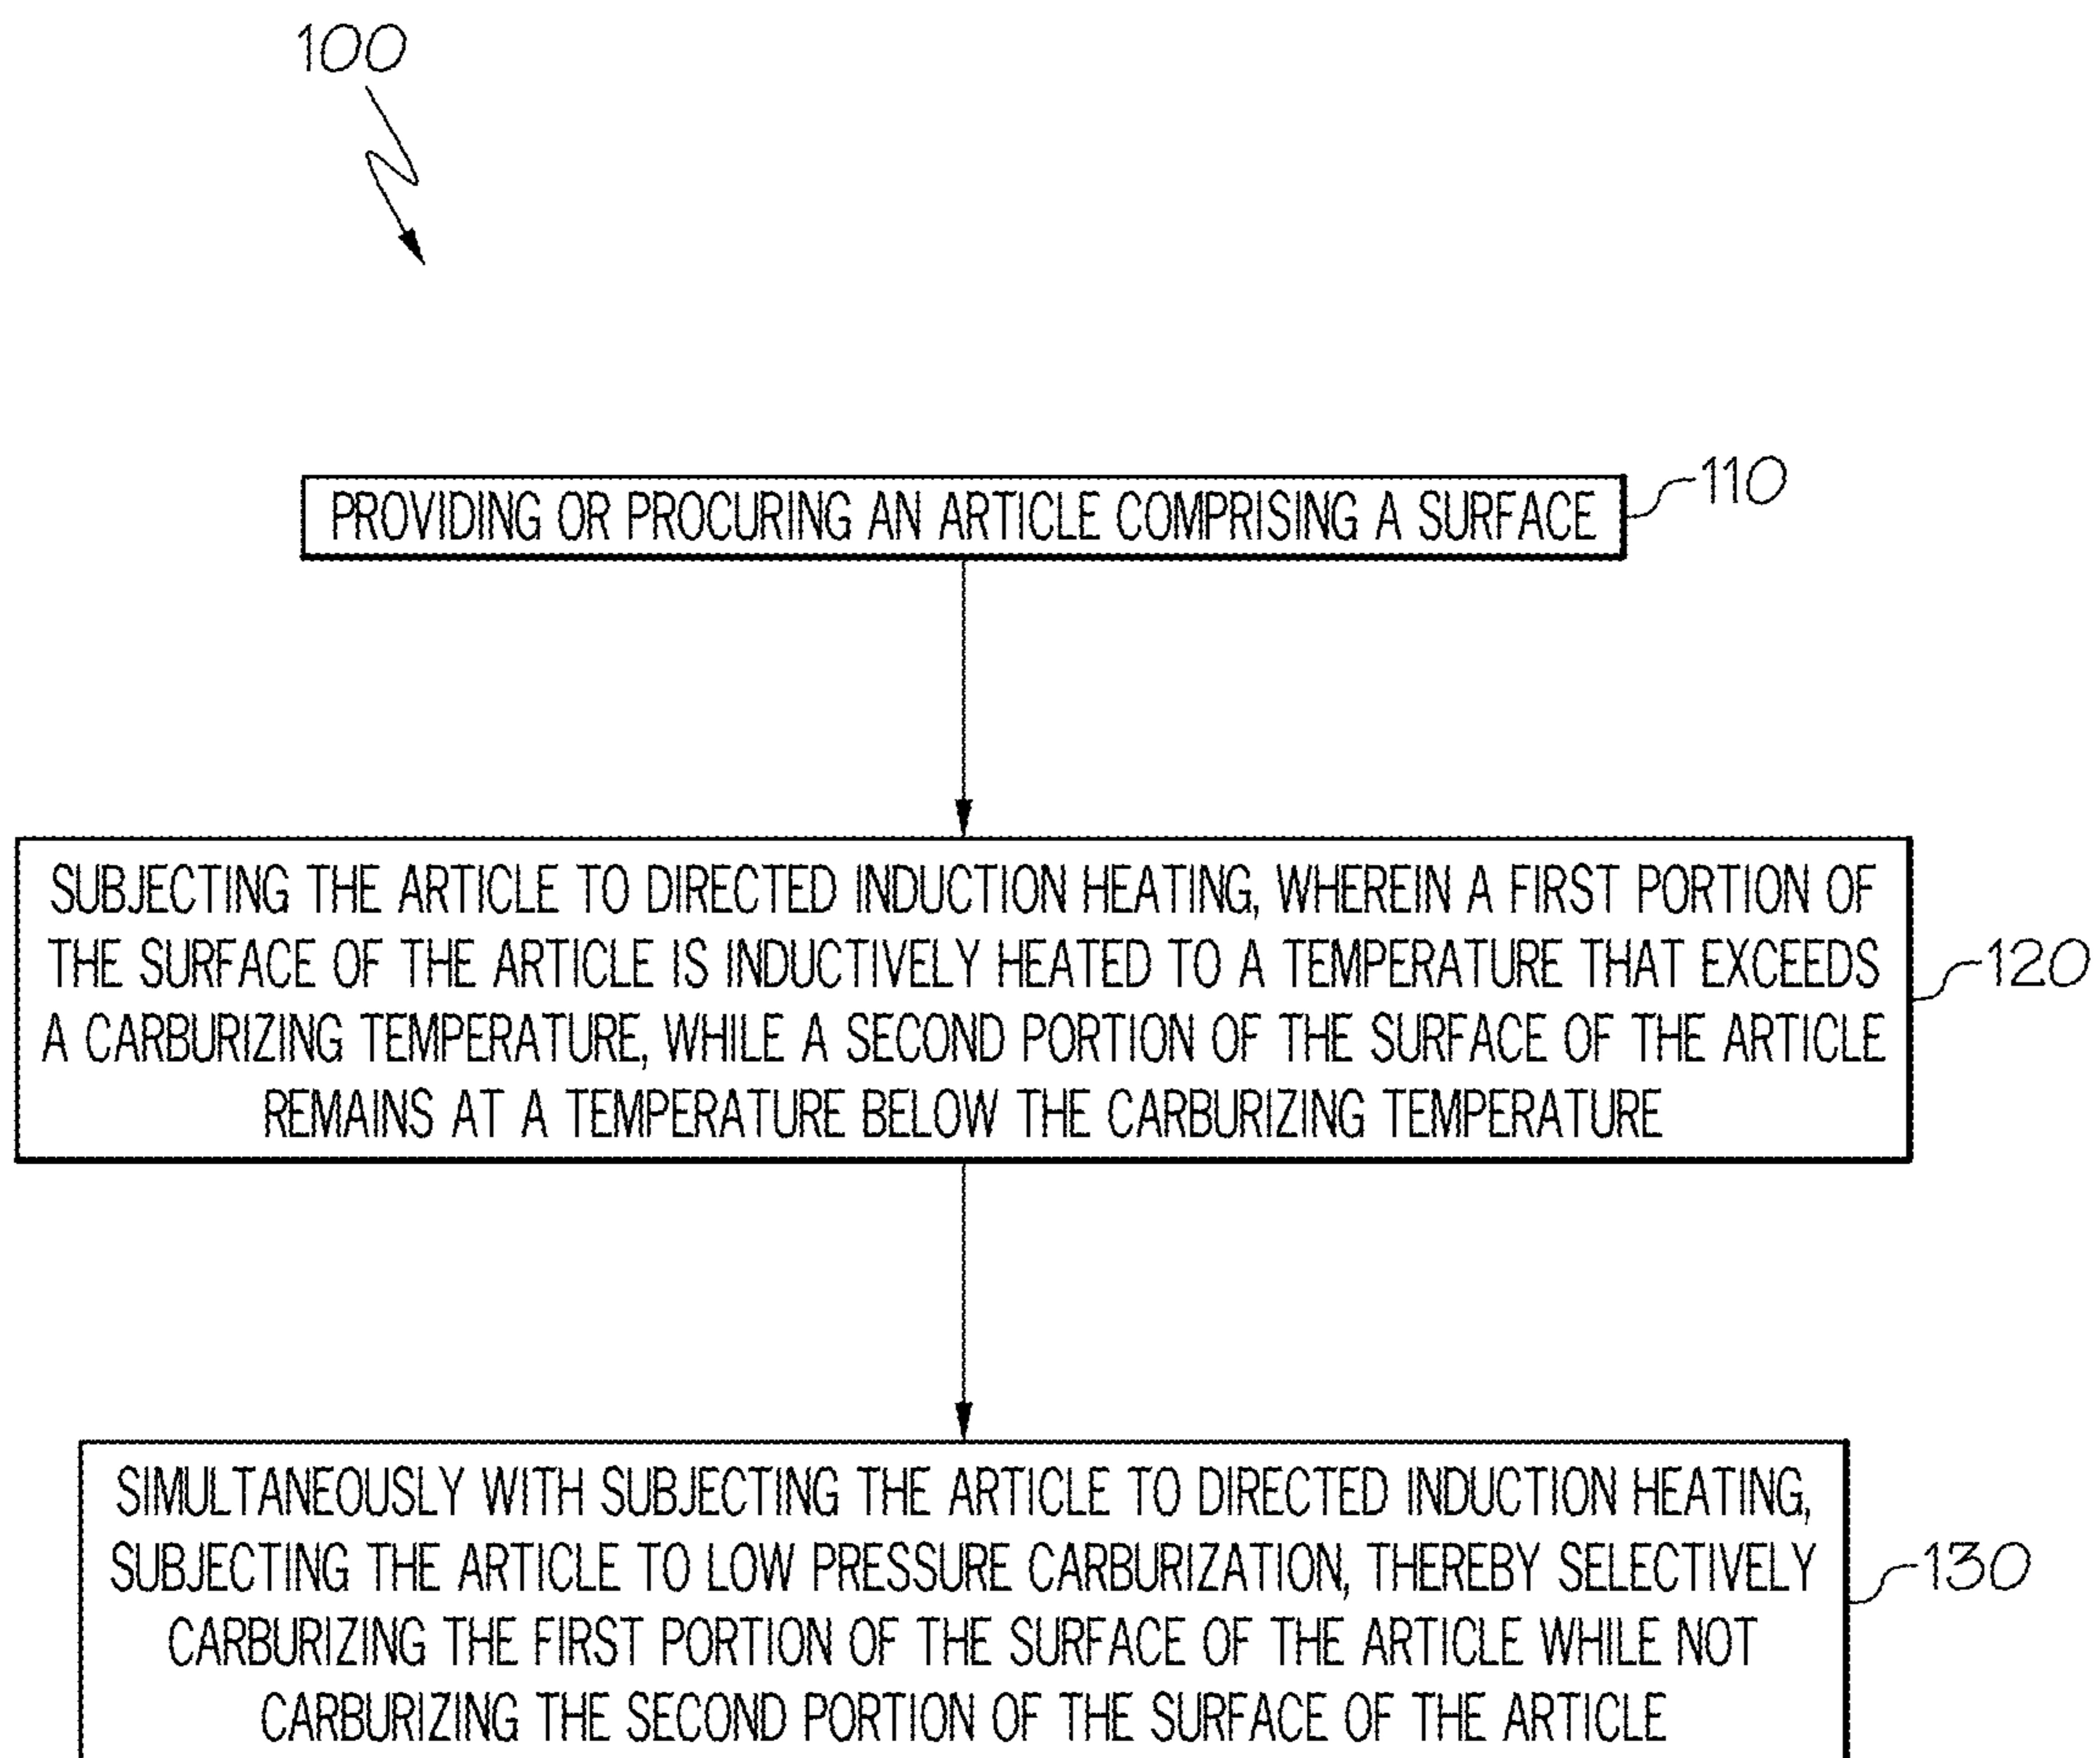 100
PROVIDING OR PROCURING AN ARTICLE COMPRISING A SURFACE
110
SUBJECTING THE ARTICLE TO DIRECTED INDUCTION HEATING, WHEREIN A FIRST PORTION OF
THE SURFACE OF THE ARTICLE IS INDUCTIVELY HEATED TO A TEMPERATURE THAT EXCEEDS
A CARBURIZING TEMPERATURE, WHILE A SECOND PORTION OF THE SURFACE OF THE ARTICLE
REMAINS AT A TEMPERATURE BELOW THE CARBURIZING TEMPERATURE
120
SIMULTANEOUSLY WITH SUBJECTING THE ARTICLE TO DIRECTED INDUCTION HEATING,
SUBJECTING THE ARTICLE TO LOW PRESSURE CARBURIZATION, THEREBY SELECTIVELY
CARBURIZING THE FIRST PORTION OF THE SURFACE OF THE ARTICLE WHILE NOT
CARBURIZING THE SECOND PORTION OF THE SURFACE OF THE ARTICLE
130